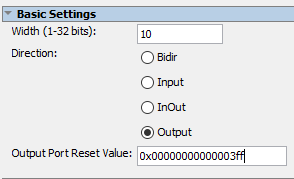 Basic Settings
Width (1-32 bits): 10
Direction:
Bidir
Input
InOut
Output
Output Port Reset Value: 0x00000000000003ff